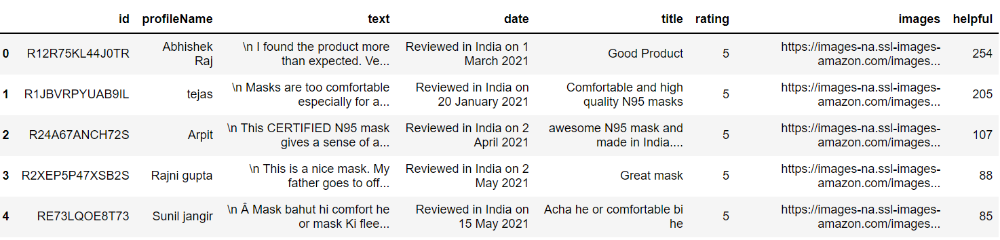 id profileName text date title rating images helpful
0 R12R75KL44J0TR Abhishek Raj \n I found the product more than expected. Ve... Reviewed in India on 1 March 2021 Good Product 5 https://images-na.ssl-images-amazon.com/images... 254
1 R1JBVRPYUAB9IL tejas \n Masks are too comfortable especially for a... Reviewed in India on 20 January 2021 Comfortable and high quality N95 masks 5 https://images-na.ssl-images-amazon.com/images... 205
2 R24A67ANCH72S Arpit \n This CERTIFIED N95 mask gives a sense of a... Reviewed in India on 2 April 2021 awesome N95 mask and made in India.... 5 https://images-na.ssl-images-amazon.com/images... 107
3 R2XEP5P47XSB2S Rajni gupta \n This is a nice mask. My father goes to off... Reviewed in India on 2 May 2021 Great mask 5 https://images-na.ssl-images-amazon.com/images... 88
4 RE73LQOE8T73 Sunil jangir \n Â Mask bahut hi comfort he or mask Ki flee... Reviewed in India on 15 May 2021 Acha he or comfortable bi he 5 https://images-na.ssl-images-amazon.com/images... 85